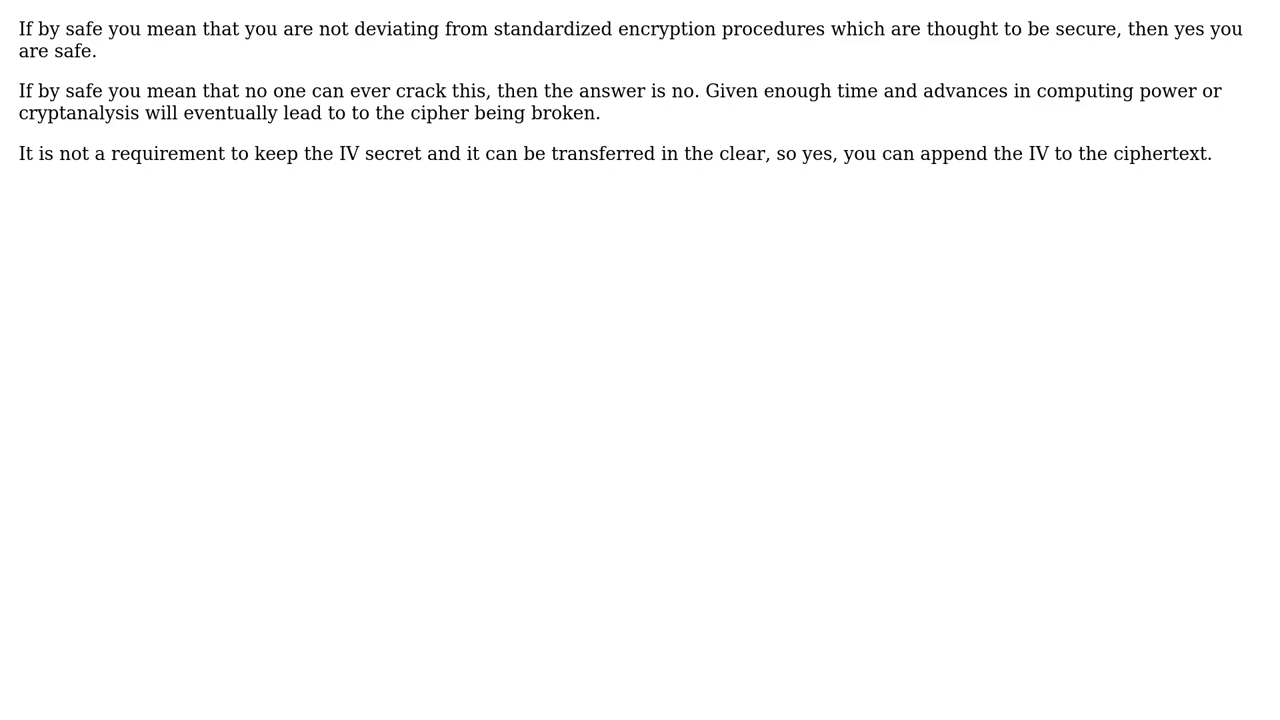 If by safe you mean that you are not deviating from standardized encryption procedures which are thought to be secure, then yes you
are safe.
If by safe you mean that no one can ever crack this, then the answer is no. Given enough time and advances in computing power or
cryptanalysis will eventually lead to to the cipher being broken.
It is not a requirement to keep the IV secret and it can be transferred in the clear, so yes, you can append the IV to the ciphertext.